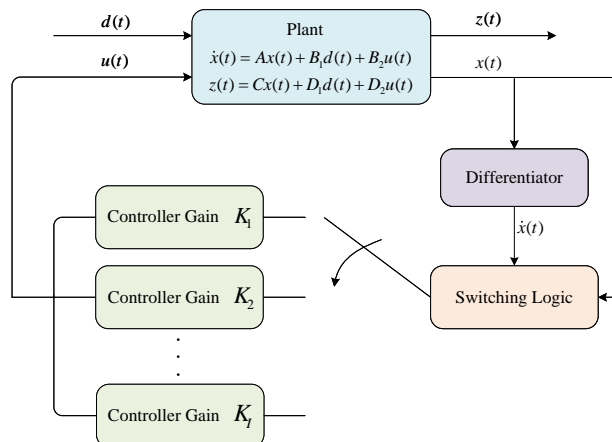 d(t)
Plant
z(t)
ẋ(t) = Ax(t) + B₁d(t) + B₂u(t)
u(t)
x(t)
z(t) = Cx(t) + D₁d(t) + D₂u(t)
Differentiator
Controller Gain K₁
ẋ(t)
Controller Gain K₂
Switching Logic
Controller Gain K_I